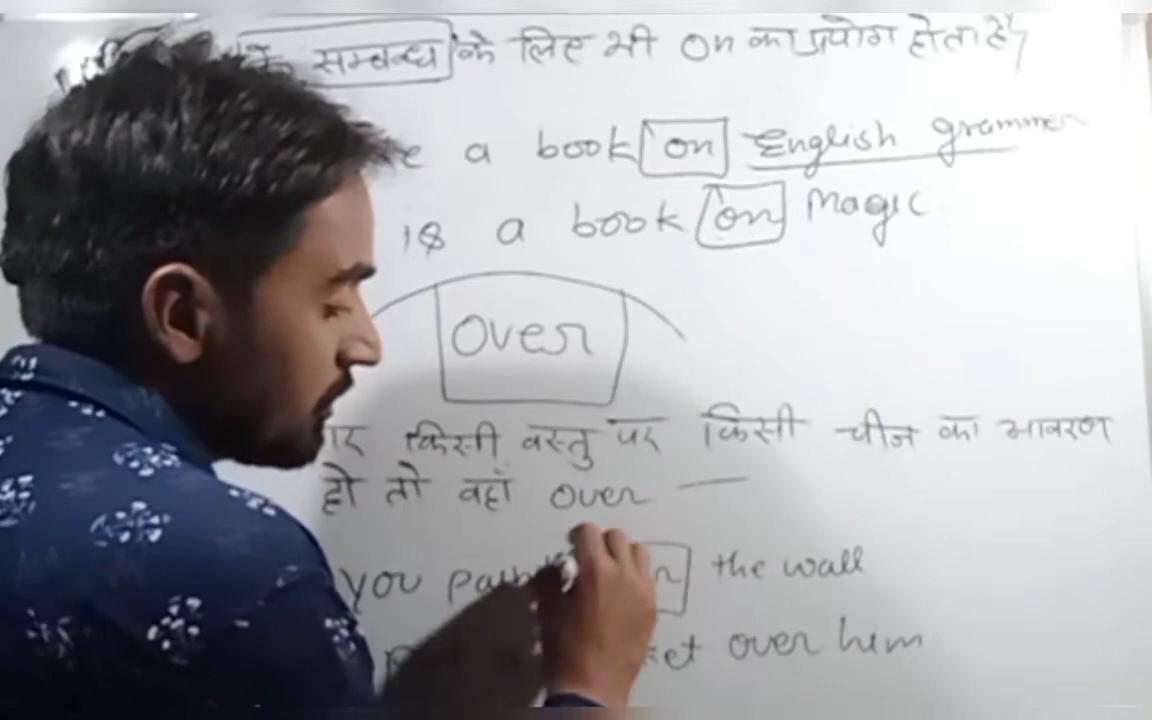 के सम्बन्ध के लिए भी on का प्रयोग होता है
a book on English grammer
is a book on Magic
over
किसी वस्तु पर किसी चीज का आवरण
हो तो वहाँ over —
you the wall
over him